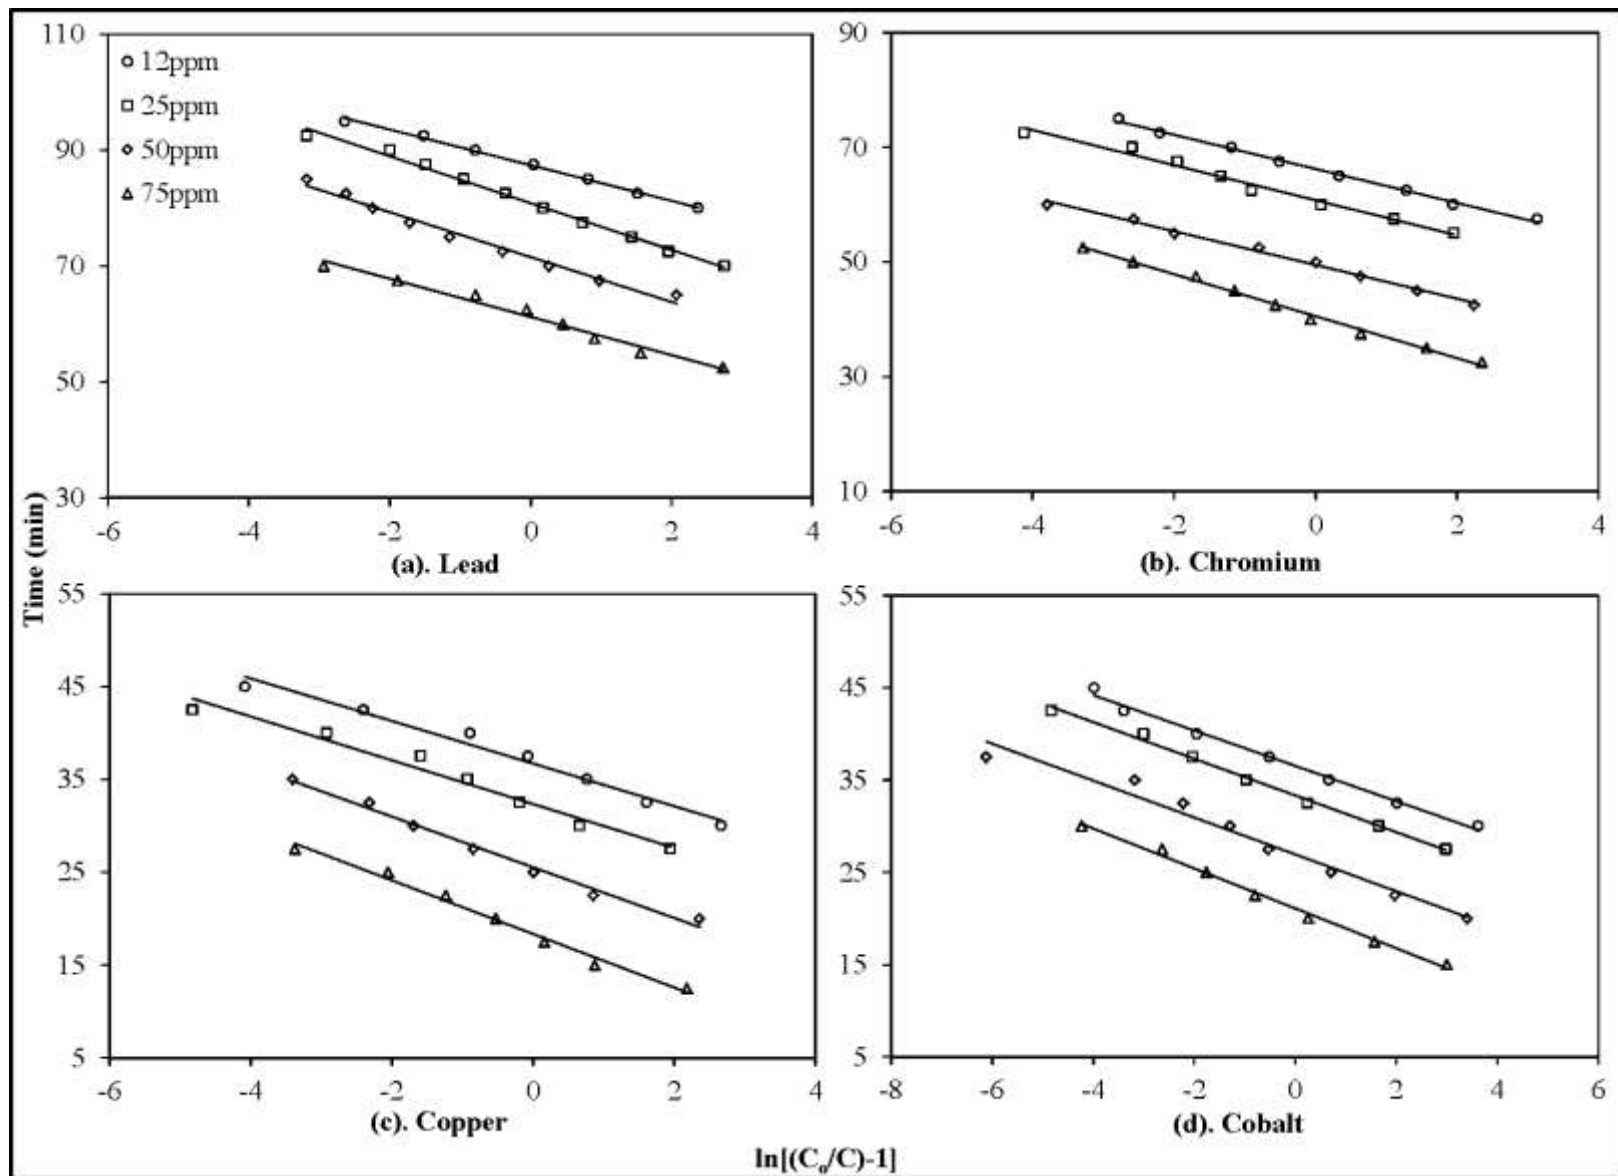 110
90
70
50
30
12ppm
25ppm
50ppm
75ppm
-6 -4 -2 0 2 4
(a). Lead
90
70
50
30
10
-6 -4 -2 0 2 4
(b). Chromium
Time (min)
55
45
35
25
15
5
-6 -4 -2 0 2 4
(c). Copper
55
45
35
25
15
5
-8 -6 -4 -2 0 2 4 6
(d). Cobalt
ln[(Cₒ/C)-1]